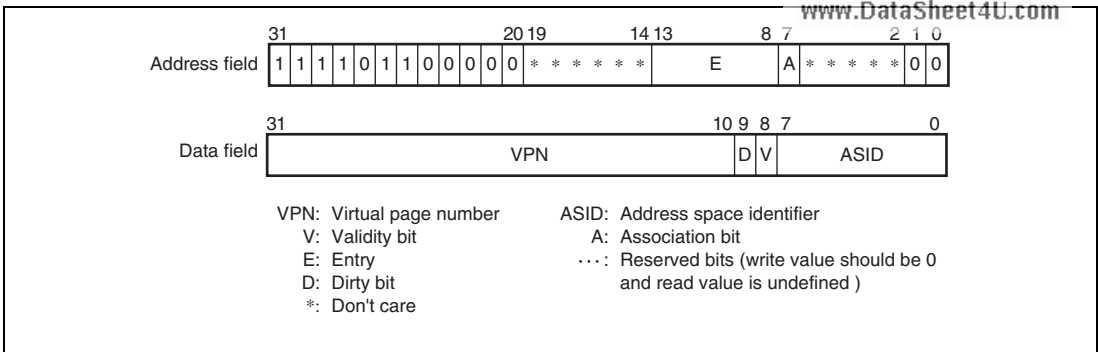 www.DataSheet4U.com
31 20 19 14 13 8 7 2 1 0
Address field 1 1 1 1 0 1 1 0 0 0 0 0 * * * * * * E A * * * * * 0 0
31 10 9 8 7 0
Data field VPN D V ASID
VPN: Virtual page number ASID: Address space identifier
V: Validity bit A: Association bit
E: Entry ···: Reserved bits (write value should be 0
D: Dirty bit and read value is undefined )
*: Don't care